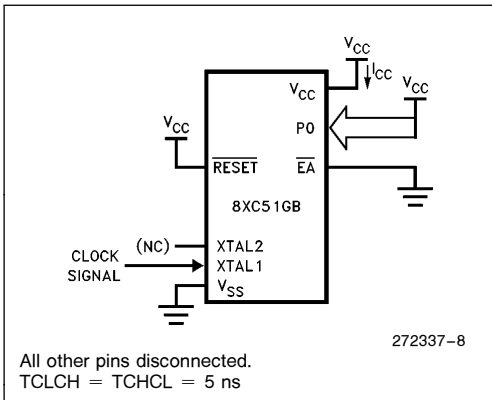 VCC
ICC
VCC
VCC
P0
VCC
RESET
EA
8XC51GB
(NC)
XTAL2
CLOCK
SIGNAL
XTAL1
VSS
272337–8
All other pins disconnected.
TCLCH = TCHCL = 5 ns